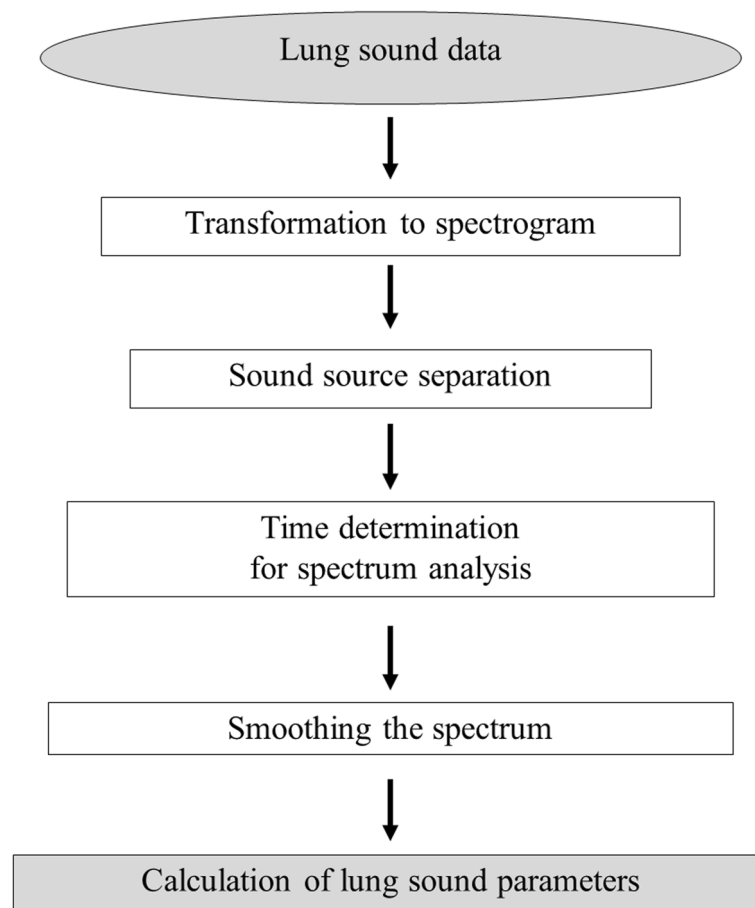 Lung sound data
Transformation to spectrogram
Sound source separation
Time determination
for spectrum analysis
Smoothing the spectrum
Calculation of lung sound parameters